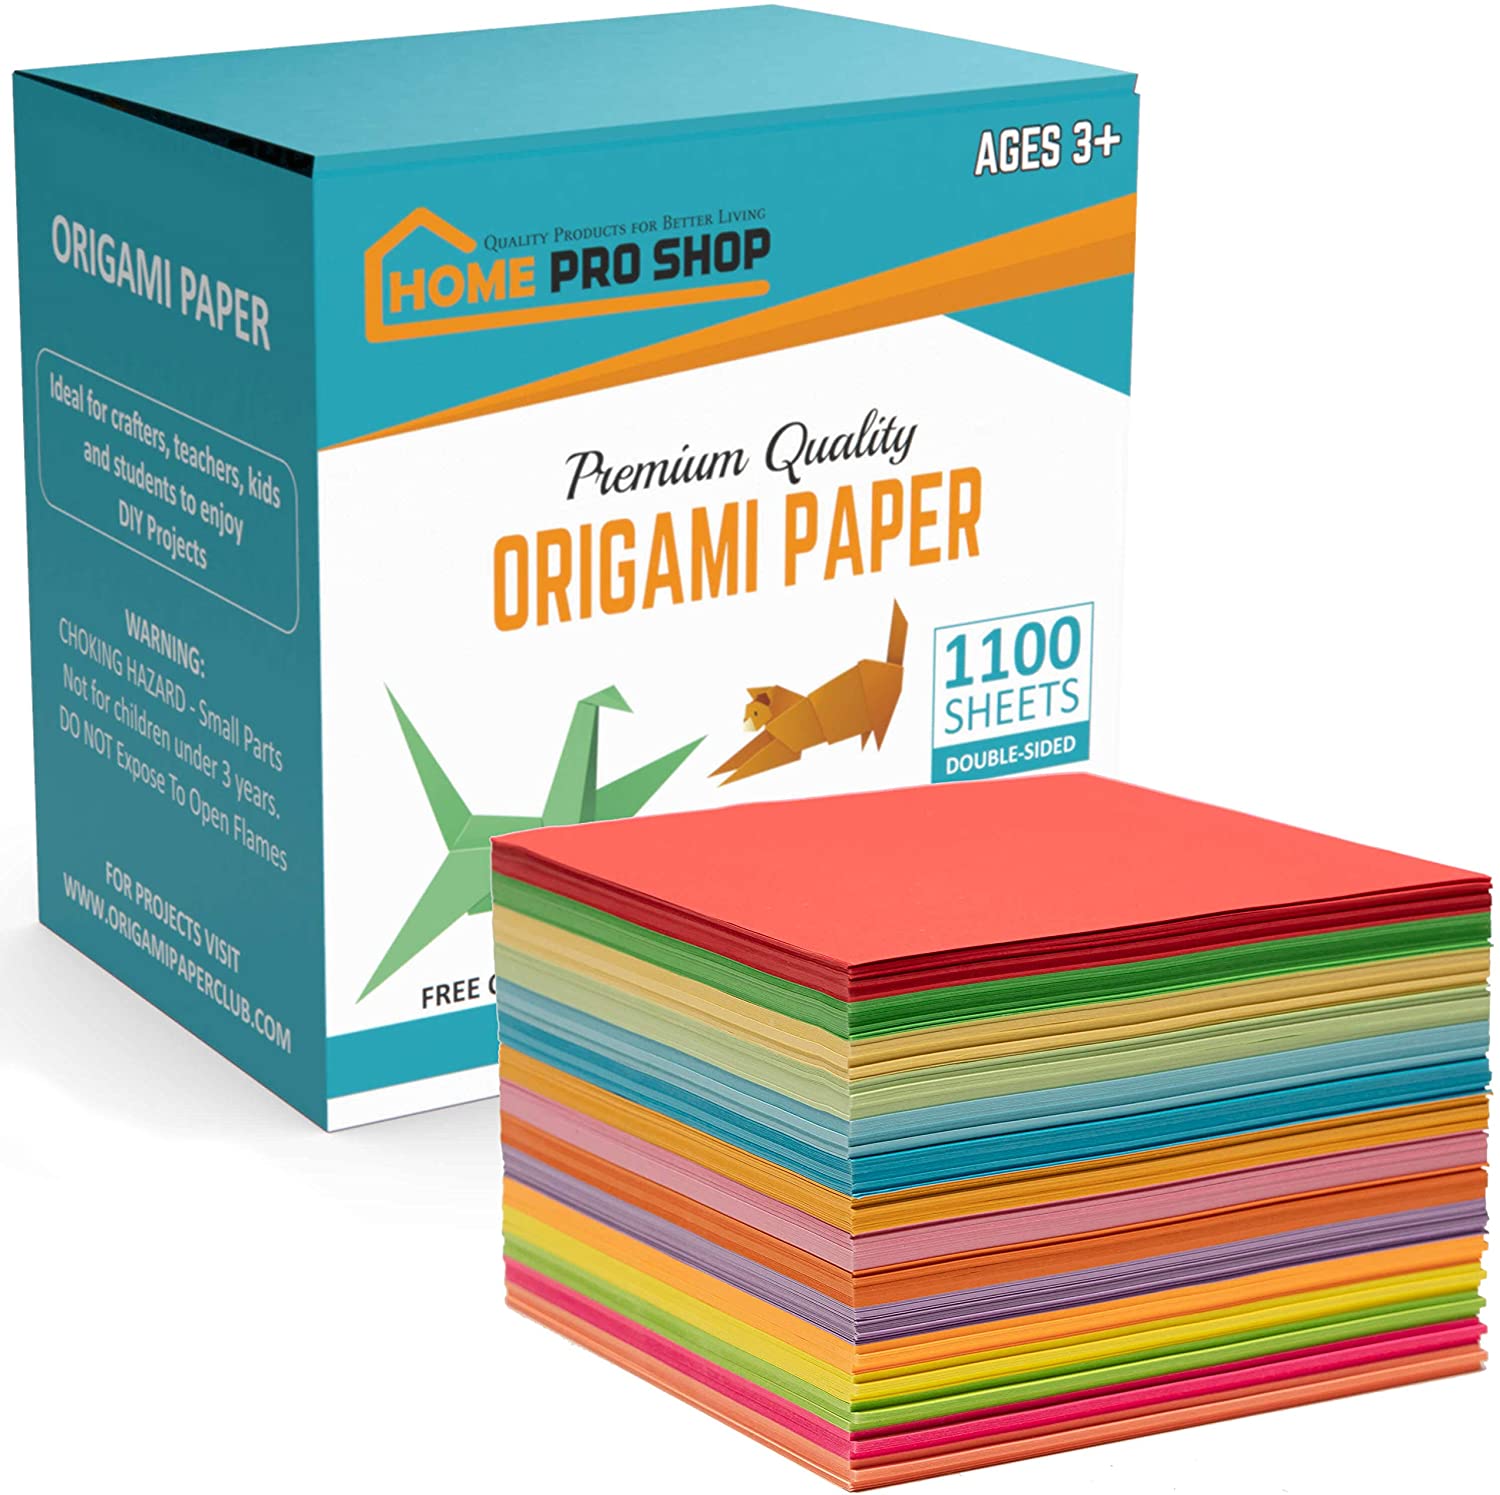 ORIGAMI PAPER
Ideal for crafters, teachers, kids
and students to enjoy
DIY Projects
WARNING:
CHOKING HAZARD - Small Parts
Not for children under 3 years.
DO NOT Expose To Open Flames
FOR PROJECTS VISIT
WWW.ORIGAMIPAPERCLUB.COM
AGES 3+
QUALITY PRODUCTS FOR BETTER LIVING
HOME PRO SHOP
Premium Quality
ORIGAMI PAPER
1100
SHEETS
DOUBLE-SIDED
FREE